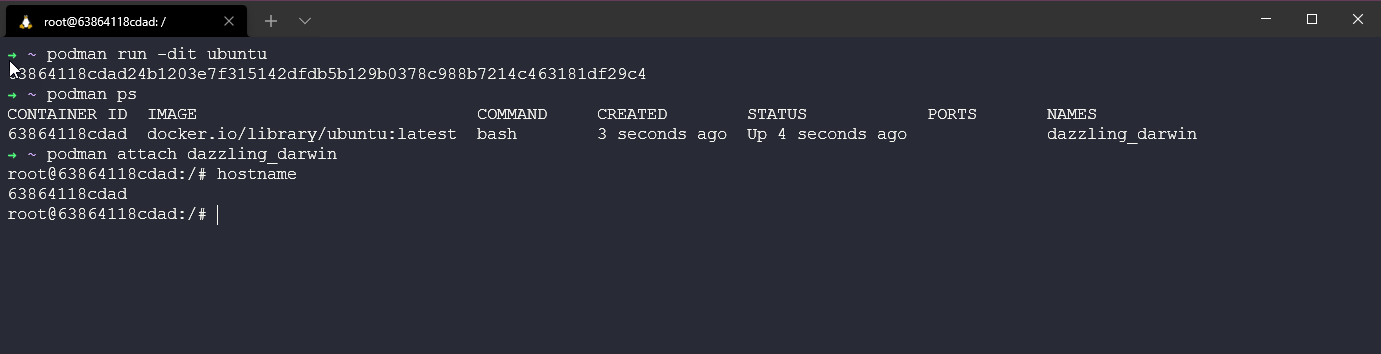 root@63864118cdad: /
→ ~ podman run -dit ubuntu
63864118cdad24b1203e7f315142dfdb5b129b0378c988b7214c463181df29c4
→ ~ podman ps
CONTAINER ID  IMAGE                            COMMAND     CREATED        STATUS            PORTS       NAMES
63864118cdad  docker.io/library/ubuntu:latest  bash        3 seconds ago  Up 4 seconds ago              dazzling_darwin
→ ~ podman attach dazzling_darwin
root@63864118cdad:/# hostname
63864118cdad
root@63864118cdad:/#